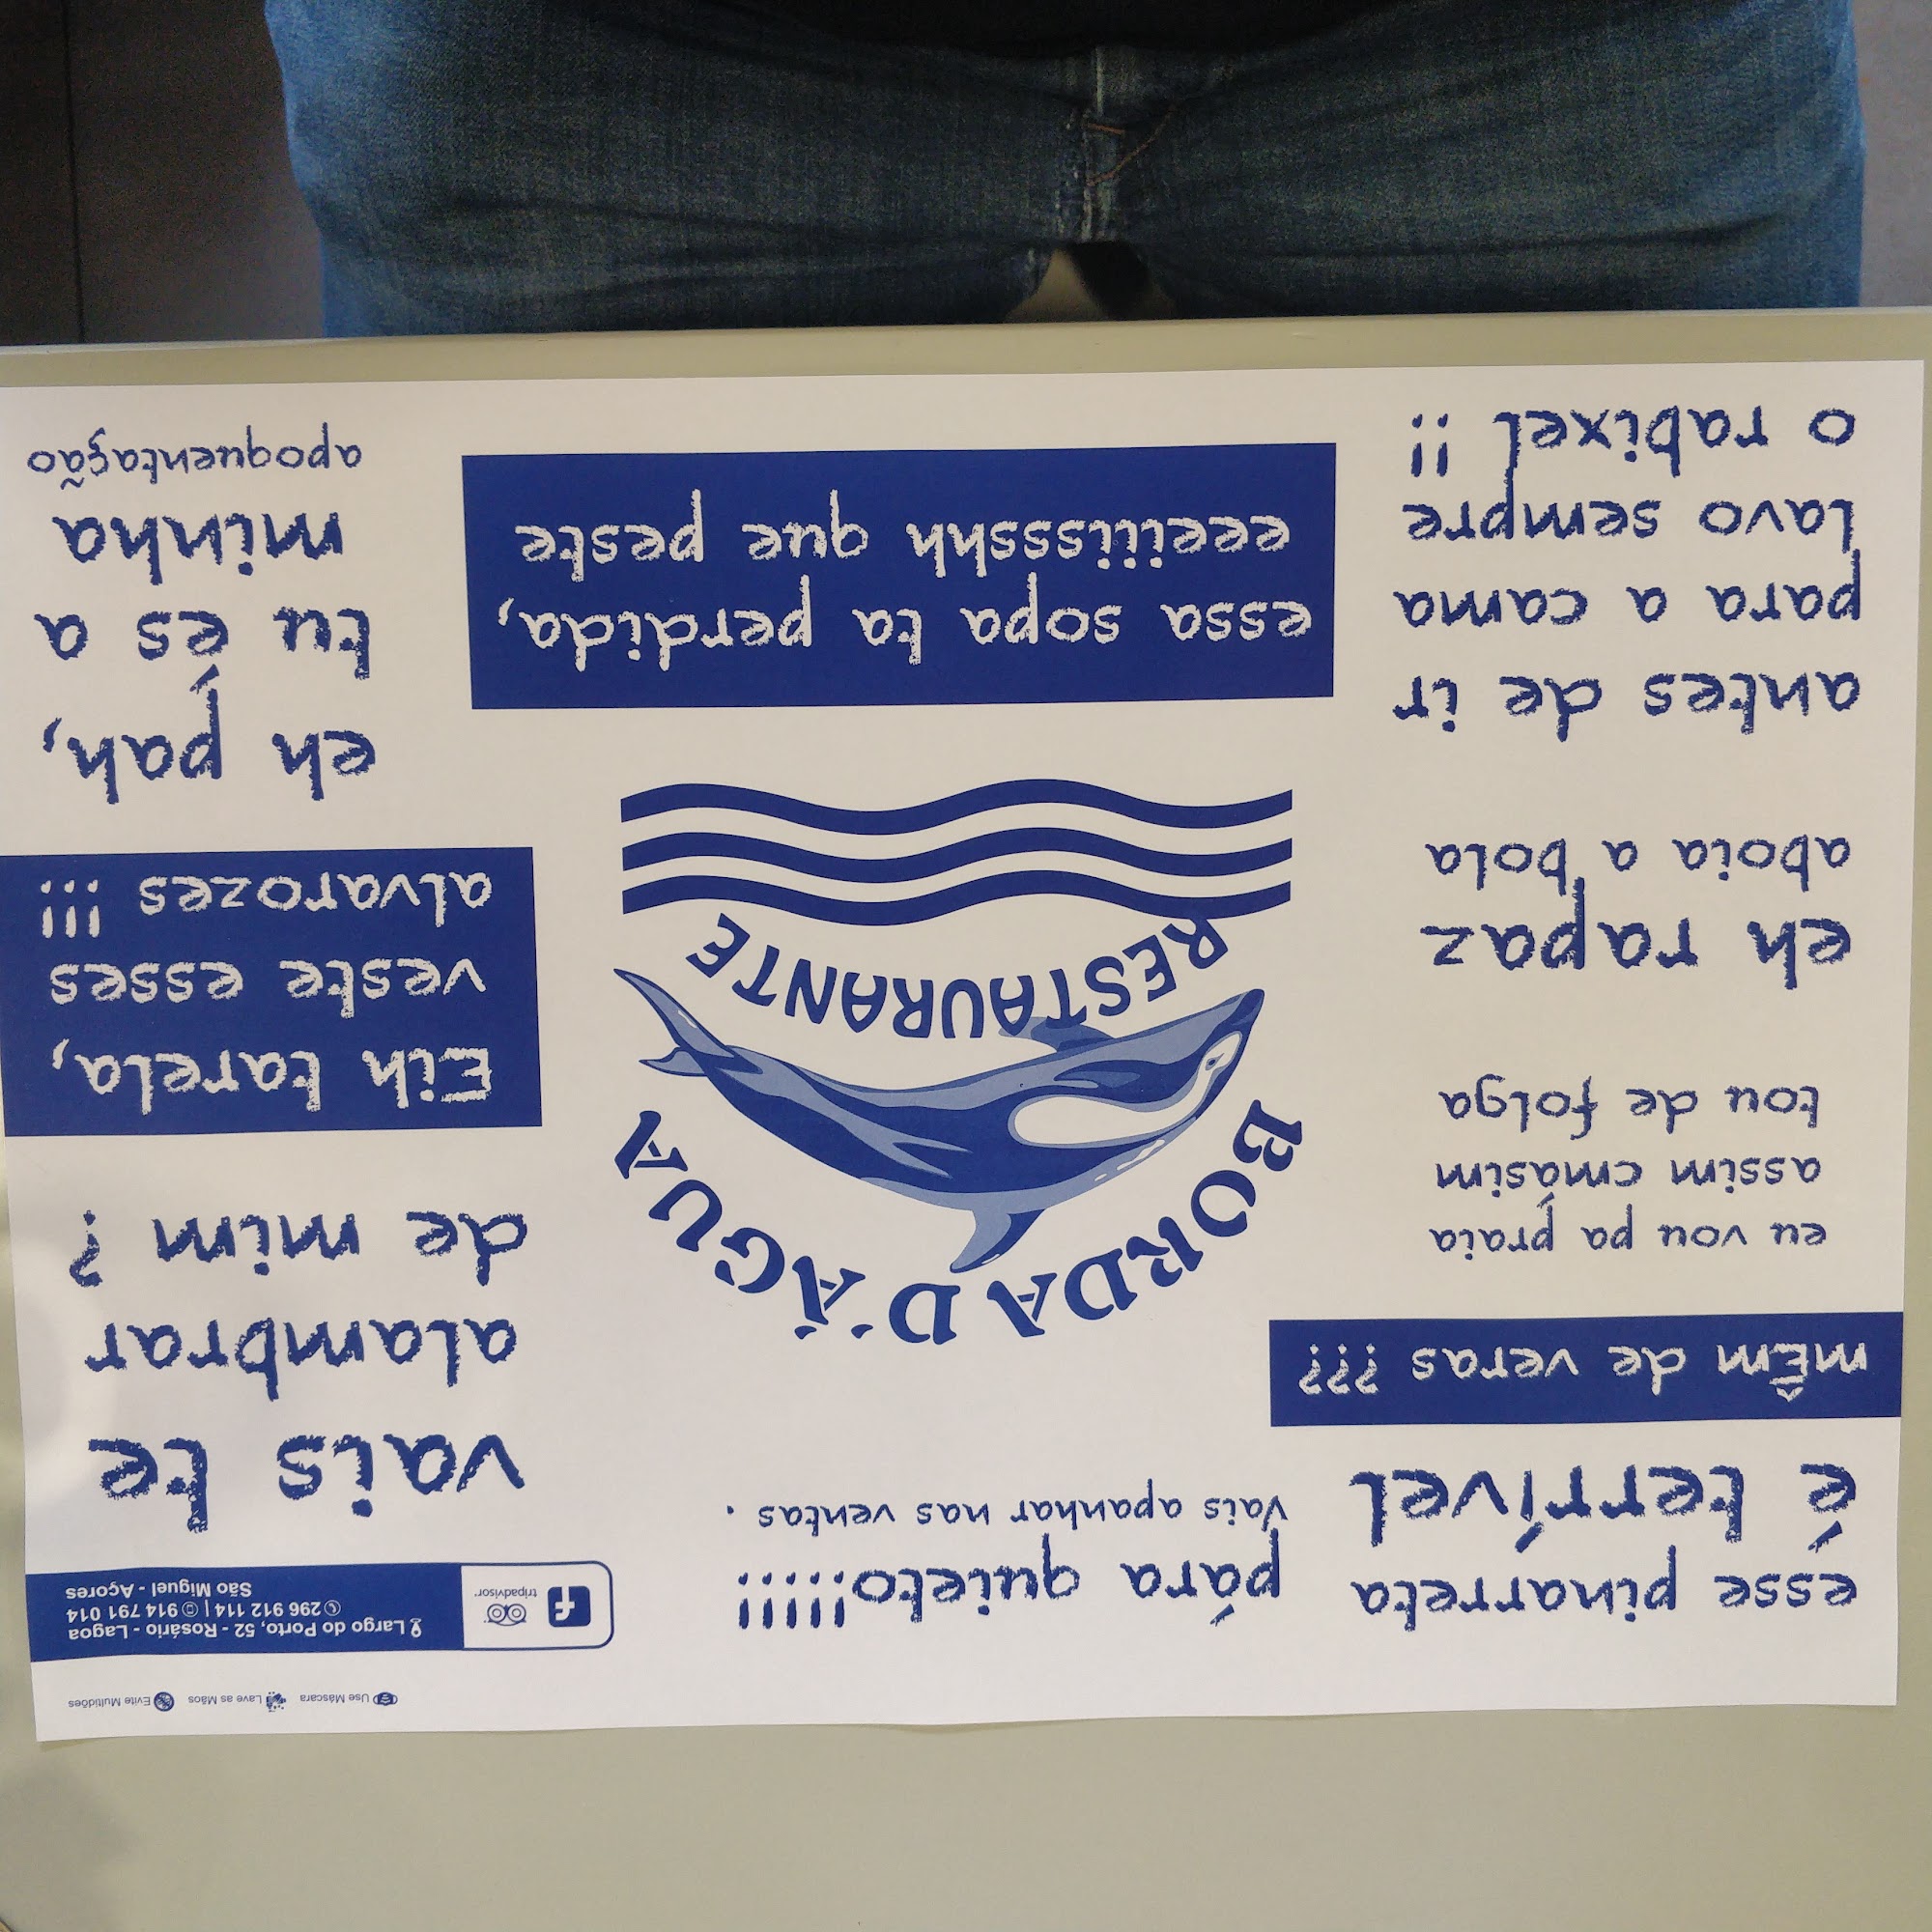 Use Máscara Lave as Mãos Evite Multidões
tripadvisor
Largo do Porto, 52 - Rosário - Lagoa
296 912 114 | 914 791 014
São Miguel - Açores
esse pinarreta
é terrível
mêm de veras ???
eu vou pa praia
assim cmásim
tou de folga
eh rapaz
aboia a bola
antes de ir
para a cama
lavo sempre
o rabixel !!
pára quieto!!!!!!
Vais apanhar nas ventas .
BORDA D'ÁGUA
RESTAURANTE
essa sopa ta perdida,
eeeiiissshh que peste
vais te
alambrar
de mim ?
Eih tarela,
veste esses
alvarozes !!!
eh pah,
tu és a
minha
apoquentação